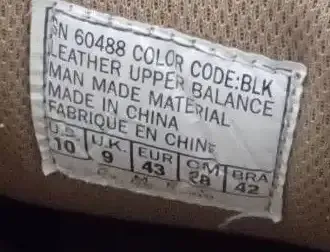 SN 60488 COLOR CODE:BLK
LEATHER UPPER BALANCE
MAN MADE MATERIAL
MADE IN CHINA
FABRIQUE EN CHINE
U.S. U.K. EUR CM BRA
10 9 43 28 42